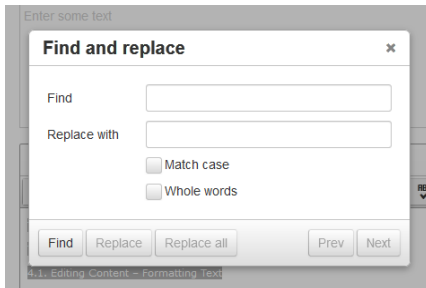 Enter some text
Find and replace ×
Find
Replace with
Match case
Whole words
Find Replace Replace all Prev Next
4.1. Editing Content – Formatting Text